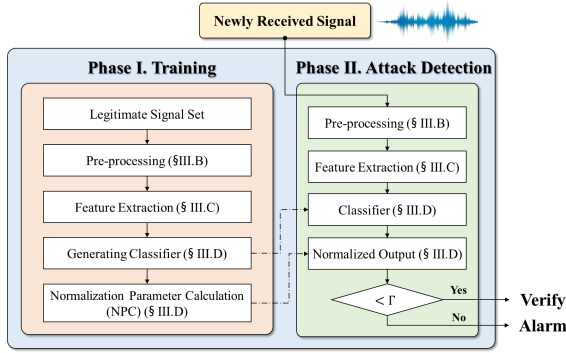 Newly Received Signal
Phase I. Training
Legitimate Signal Set
Pre-processing (§III.B)
Feature Extraction (§ III.C)
Generating Classifier (§ III.D)
Normalization Parameter Calculation
(NPC) (§ III.D)
Phase II. Attack Detection
Pre-processing (§ III.B)
Feature Extraction (§ III.C)
Classifier (§ III.D)
Normalized Output (§ III.D)
< Γ
Yes
Verify
No
Alarm